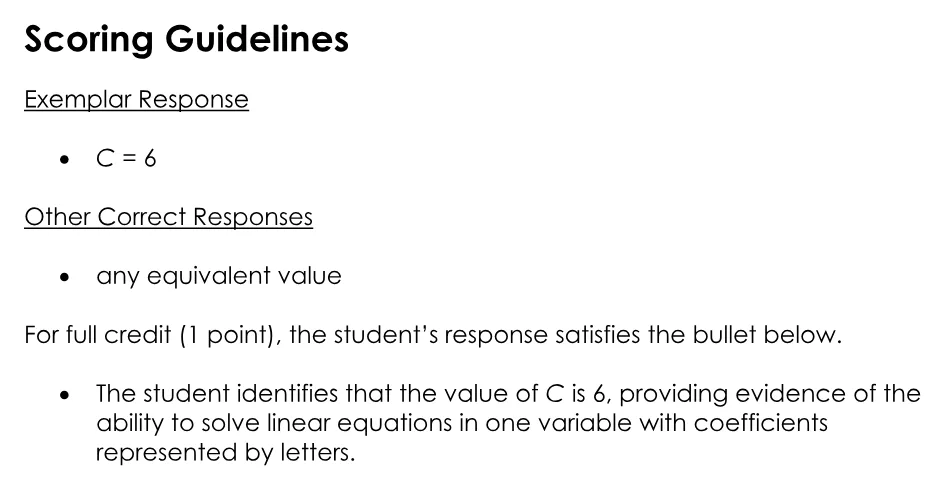 Scoring Guidelines
Exemplar Response
• C = 6
Other Correct Responses
• any equivalent value
For full credit (1 point), the student’s response satisfies the bullet below.
• The student identifies that the value of C is 6, providing evidence of the
ability to solve linear equations in one variable with coefficients
represented by letters.